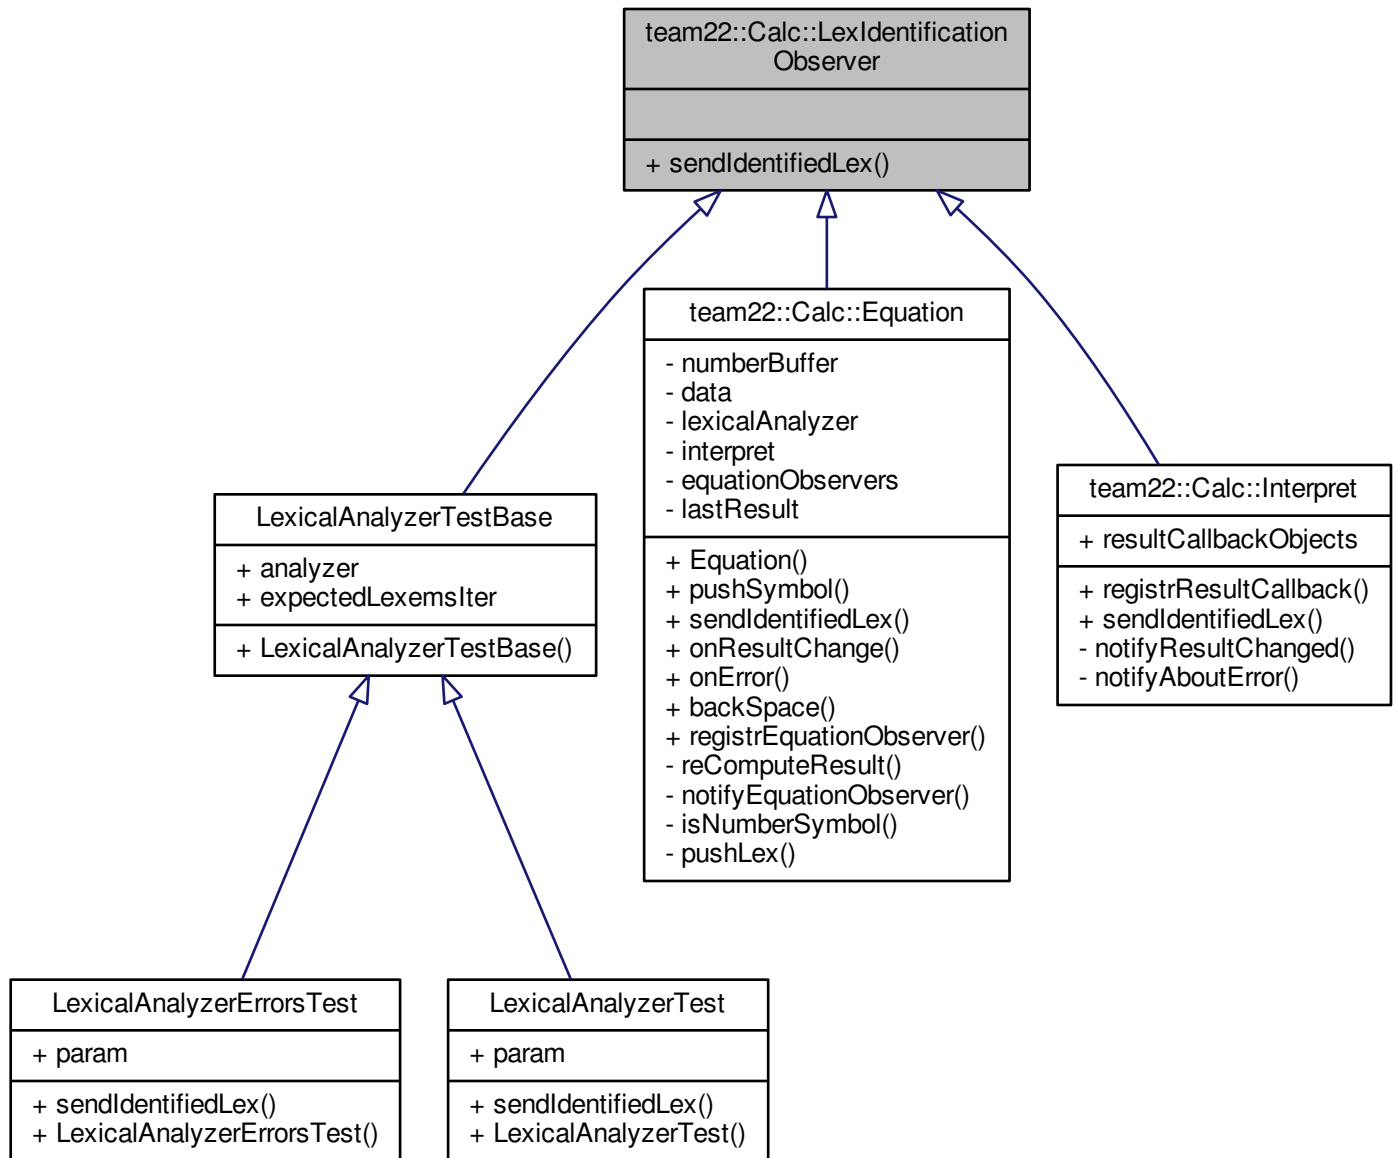 team22::Calc::LexIdentification
Observer
+ sendIdentifiedLex()
team22::Calc::Equation
- numberBuffer
- data
- lexicalAnalyzer
- interpret
- equationObservers
- lastResult
+ Equation()
+ pushSymbol()
+ sendIdentifiedLex()
+ onResultChange()
+ onError()
+ backSpace()
+ registrEquationObserver()
- reComputeResult()
- notifyEquationObserver()
- isNumberSymbol()
- pushLex()
team22::Calc::Interpret
+ resultCallbackObjects
+ registrResultCallback()
+ sendIdentifiedLex()
- notifyResultChanged()
- notifyAboutError()
LexicalAnalyzerTestBase
+ analyzer
+ expectedLexemsIter
+ LexicalAnalyzerTestBase()
LexicalAnalyzerErrorsTest
+ param
+ sendIdentifiedLex()
+ LexicalAnalyzerErrorsTest()
LexicalAnalyzerTest
+ param
+ sendIdentifiedLex()
+ LexicalAnalyzerTest()